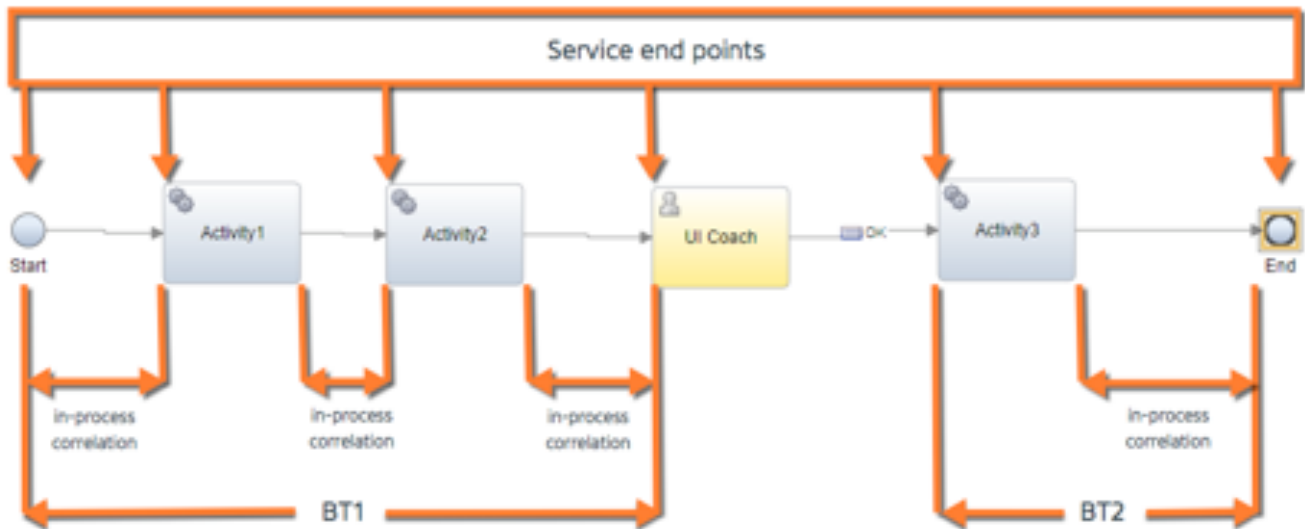 Service end points
Activity1
Activity2
UI Coach
OK
Activity3
Start
End
in-process
correlation
in-process
correlation
in-process
correlation
in-process
correlation
BT1
BT2